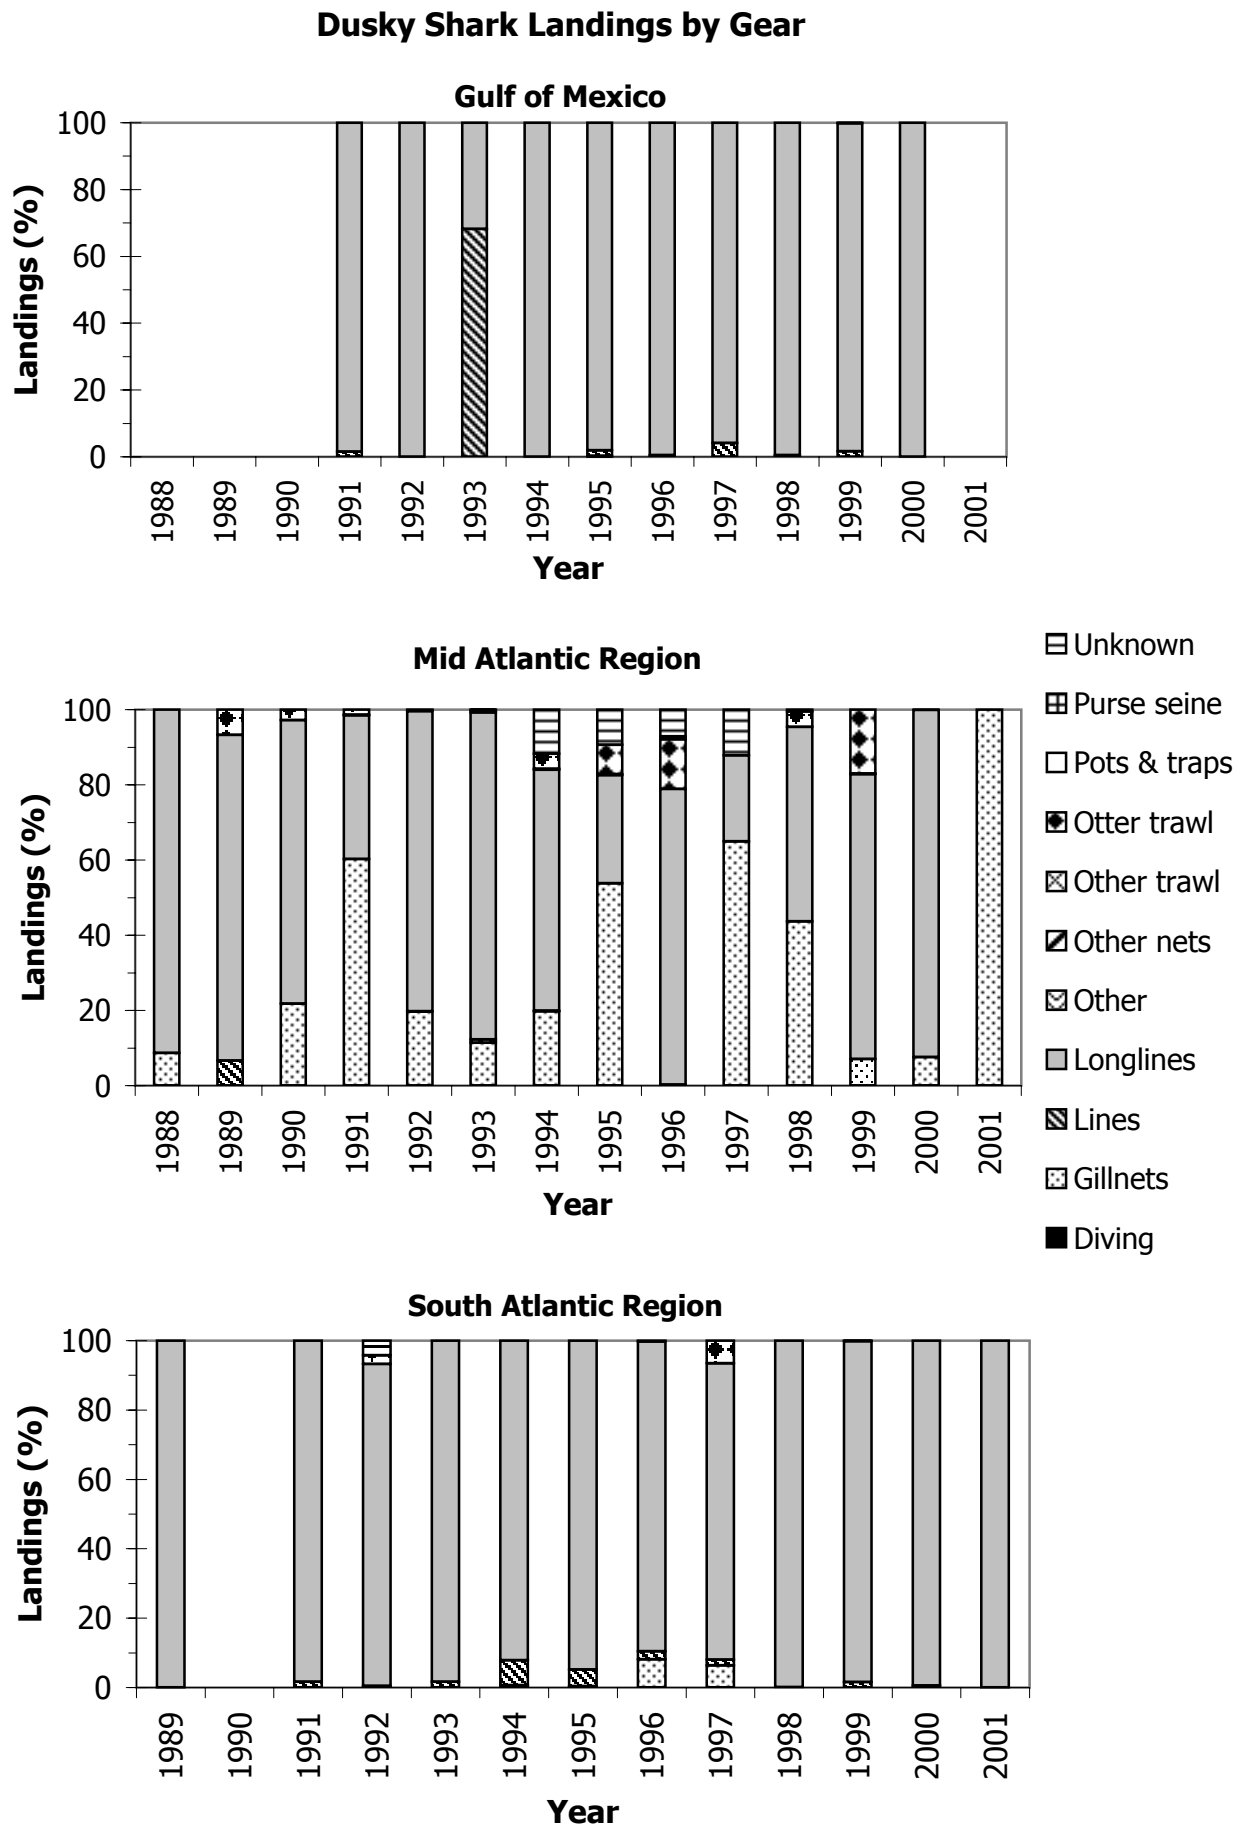 Dusky Shark Landings by Gear
Gulf of Mexico
Landings (%)
100
80
60
40
20
0
1988 1989 1990 1991 1992 1993 1994 1995 1996 1997 1998 1999 2000 2001
Year
Mid Atlantic Region
Landings (%)
100
80
60
40
20
0
1988 1989 1990 1991 1992 1993 1994 1995 1996 1997 1998 1999 2000 2001
Year
Unknown
Purse seine
Pots & traps
Otter trawl
Other trawl
Other nets
Other
Longlines
Lines
Gillnets
Diving
South Atlantic Region
Landings (%)
100
80
60
40
20
0
1989 1990 1991 1992 1993 1994 1995 1996 1997 1998 1999 2000 2001
Year